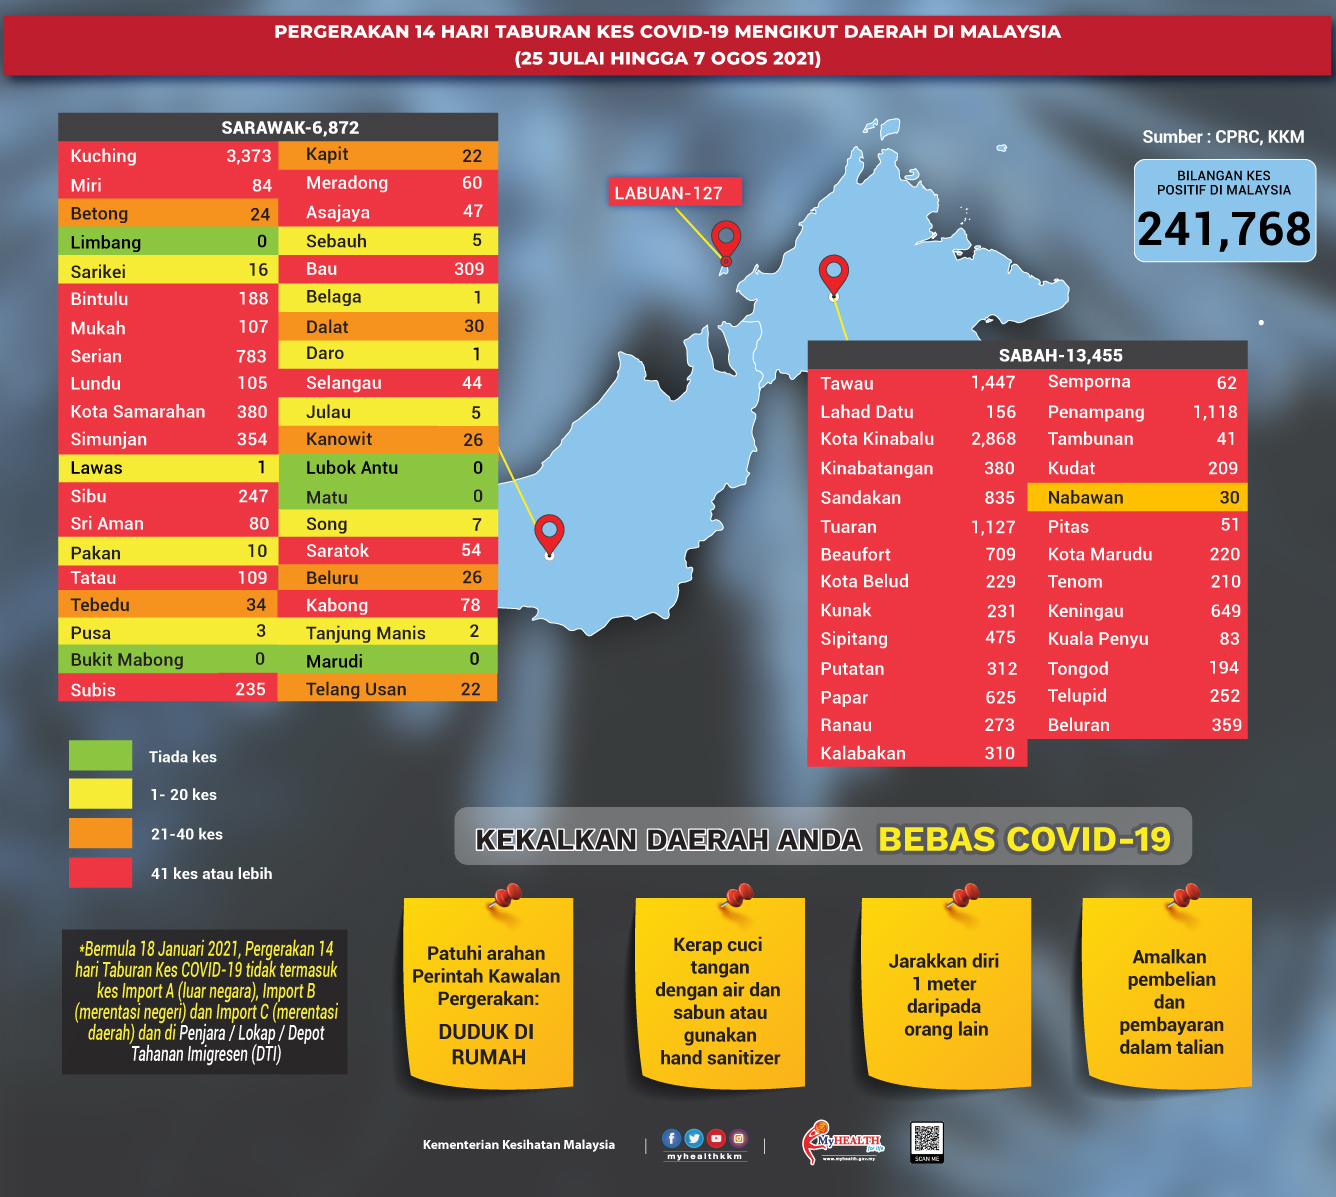 PERGERAKAN 14 HARI TABURAN KES COVID-19 MENGIKUT DAERAH DI MALAYSIA
(25 JULAI HINGGA 7 OGOS 2021)
SARAWAK-6,872
Kuching 3,373
Miri 84
Betong 24
Limbang 0
Sarikei 16
Bintulu 188
Mukah 107
Serian 783
Lundu 105
Kota Samarahan 380
Simunjan 354
Lawas 1
Sibu 247
Sri Aman 80
Pakan 10
Tatau 109
Tebedu 34
Pusa 3
Bukit Mabong 0
Subis 235
Kapit 22
Meradong 60
Asajaya 47
Sebauh 5
Bau 309
Belaga 1
Dalat 30
Daro 1
Selangau 44
Julau 5
Kanowit 26
Lubok Antu 0
Matu 0
Song 7
Saratok 54
Beluru 26
Kabong 78
Tanjung Manis 2
Marudi 0
Telang Usan 22
LABUAN-127
Sumber : CPRC, KKM
BILANGAN KES
POSITIF DI MALAYSIA
241,768
SABAH-13,455
Tawau 1,447
Lahad Datu 156
Kota Kinabalu 2,868
Kinabatangan 380
Sandakan 835
Tuaran 1,127
Beaufort 709
Kota Belud 229
Kunak 231
Sipitang 475
Putatan 312
Papar 625
Ranau 273
Kalabakan 310
Semporna 62
Penampang 1,118
Tambunan 41
Kudat 209
Nabawan 30
Pitas 51
Kota Marudu 220
Tenom 210
Keningau 649
Kuala Penyu 83
Tongod 194
Telupid 252
Beluran 359
Tiada kes
1- 20 kes
21-40 kes
41 kes atau lebih
KEKALKAN DAERAH ANDA BEBAS COVID-19
*Bermula 18 Januari 2021, Pergerakan 14
hari Taburan Kes COVID-19 tidak termasuk
kes Import A (luar negara), Import B
(merentasi negeri) dan Import C (merentasi
daerah) dan di Penjara / Lokap / Depot
Tahanan Imigresen (DTI)
Patuhi arahan
Perintah Kawalan
Pergerakan:
DUDUK DI
RUMAH
Kerap cuci
tangan
dengan air dan
sabun atau
gunakan
hand sanitizer
Jarakkan diri
1 meter
daripada
orang lain
Amalkan
pembelian
dan
pembayaran
dalam talian
Kementerian Kesihatan Malaysia
myhealthkkm
MyHEALTH
for life
www.myhealth.gov.my
SCAN ME